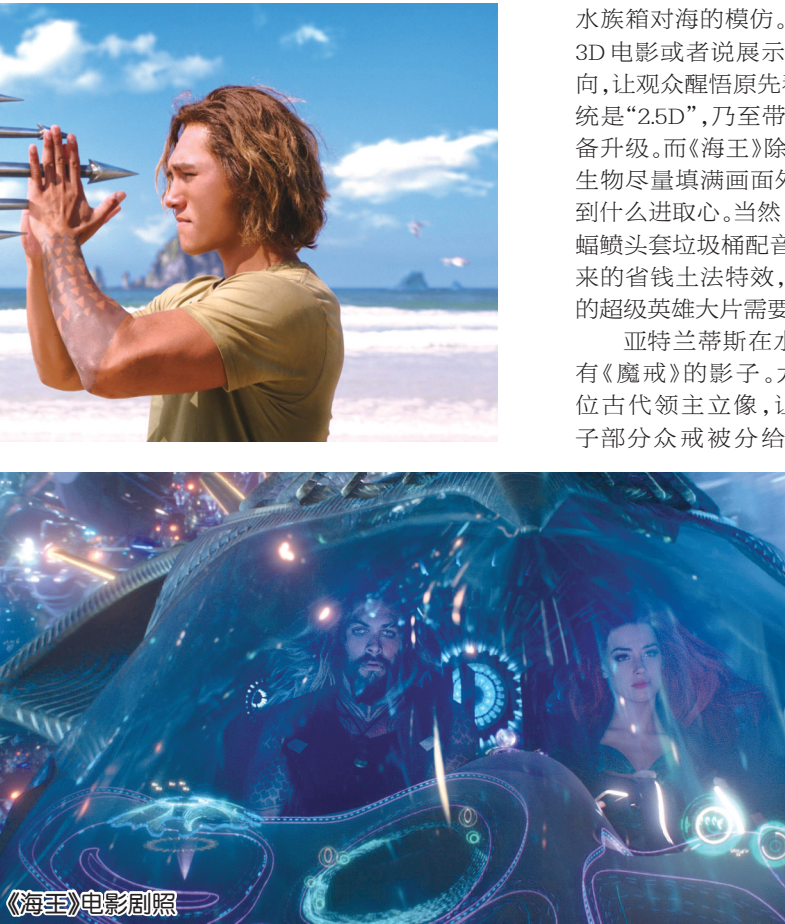 水族箱对海的模仿。
3D电影或者说展示
向,让观众醒悟原先
统是“2.5D”,乃至带
备升级。而《海王》除
生物尽量填满画面
到什么进取心。当然
蝠鲼头套垃圾桶配音
来的省钱土法特效,
的超级英雄大片需要
亚特兰蒂斯在水
有《魔戒》的影子。
位古代领主立像,
子部分众戒被分给
《海王》电影剧照